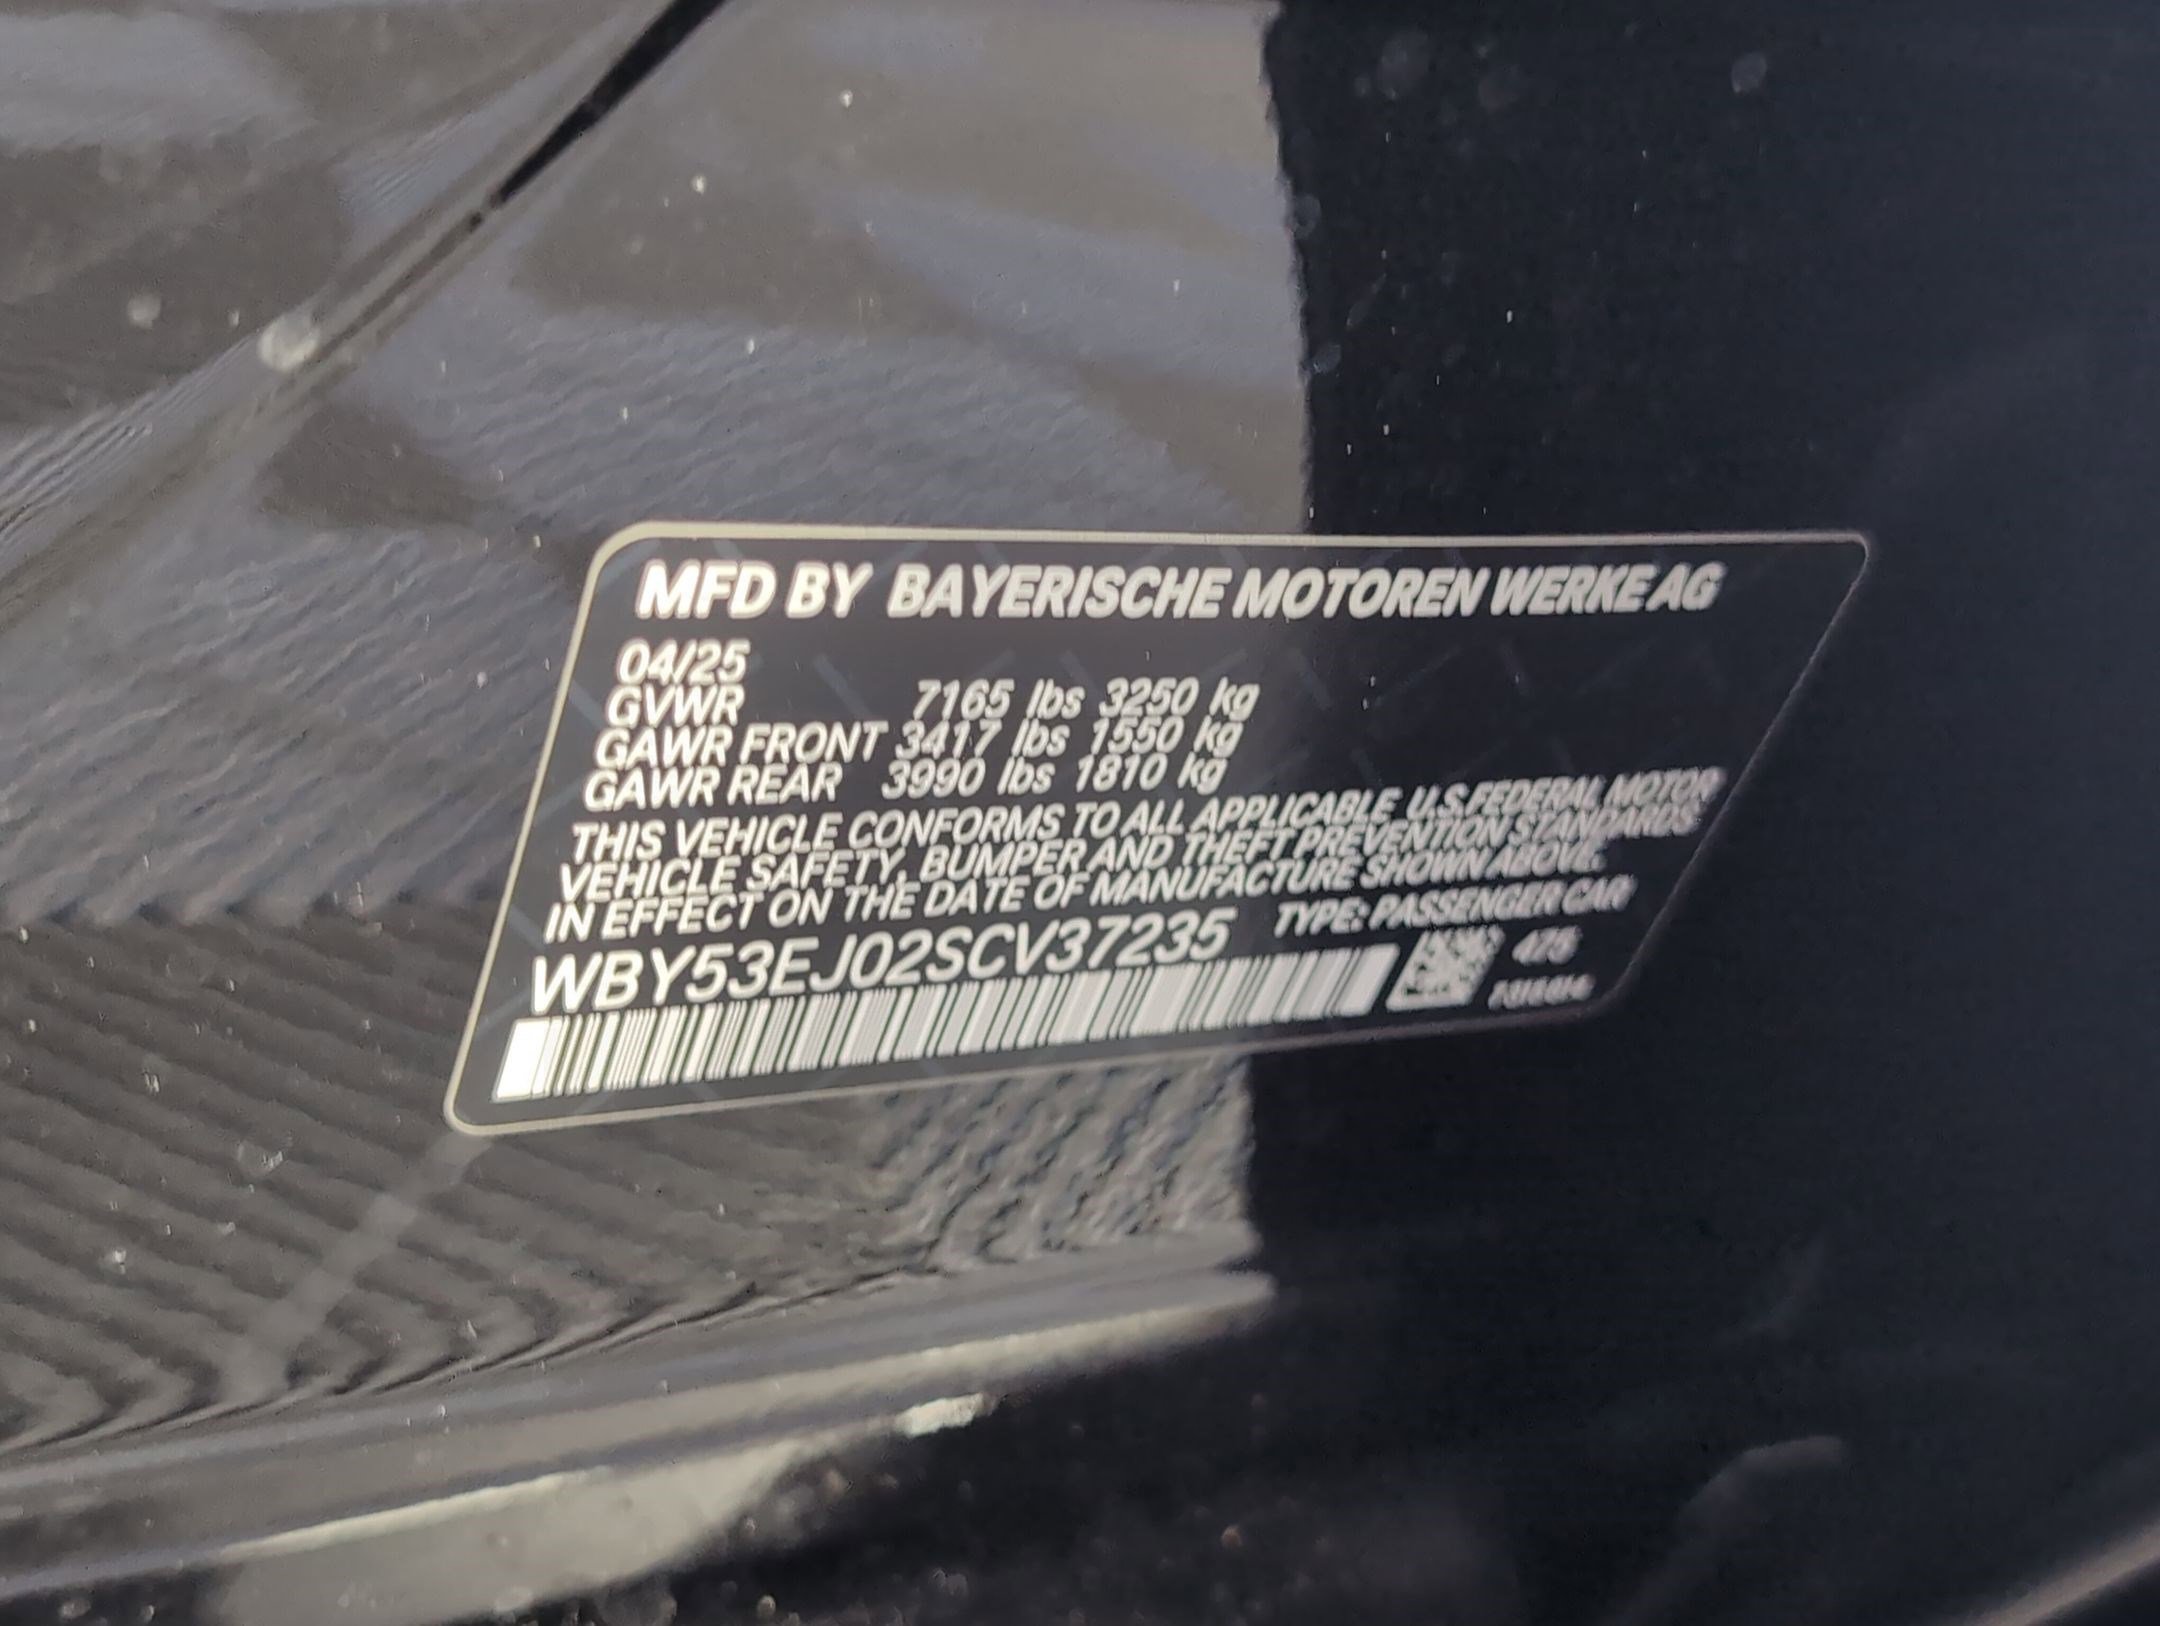 MFD BY BAYERISCHE MOTOREN WERKE AG
04/25
GVWR 7165 lbs 3250 kg
GAWR FRONT 3417 lbs 1550 kg
GAWR REAR 3990 lbs 1810 kg
THIS VEHICLE CONFORMS TO ALL APPLICABLE U.S.FEDERAL MOTOR
VEHICLE SAFETY, BUMPER AND THEFT PREVENTION STANDARDS
IN EFFECT ON THE DATE OF MANUFACTURE SHOWN ABOVE.
WBY53EJ02SCV37235 TYPE: PASSENGER CAR
475